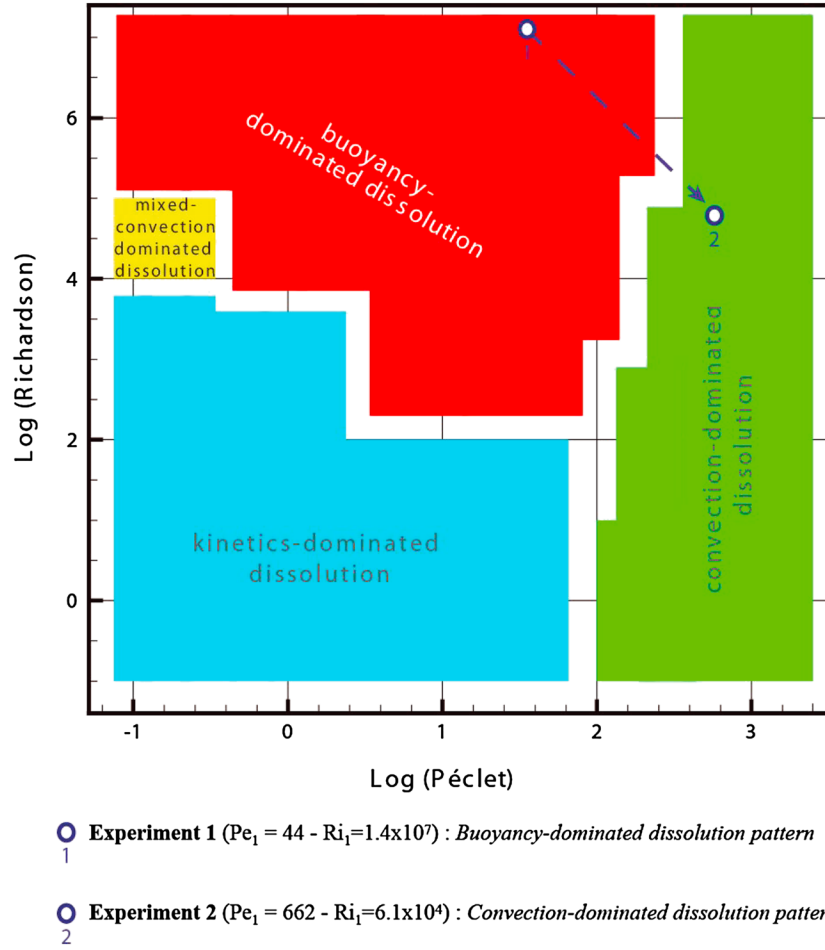 6
4
2
0
Log (Richardson)
buoyancy-
dominated dissolution
mixed-
convection
dominated
dissolution
kinetics-dominated
dissolution
convection-dominated
dissolution
1
2
-1 0 1 2 3
Log (Péclet)
1 Experiment 1 (Pe₁ = 44 - Ri₁=1.4x10⁷) : Buoyancy-dominated dissolution pattern
2 Experiment 2 (Pe₁ = 662 - Ri₁=6.1x10⁴) : Convection-dominated dissolution patter